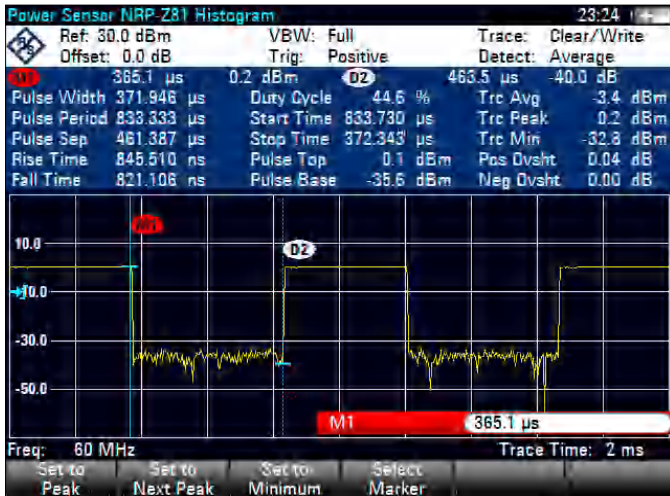 Power Sensor NRP-Z81 Histogram 23:24
Ref: 30.0 dBm VBW: Full Trace: Clear/Write
Offset: 0.0 dB Trig: Positive Detect: Average
M1 365.1 µs 0.2 dBm D2 463.5 µs -40.0 dB
Pulse Width 371.946 µs Duty Cycle 44.6 % Trc Avg -3.4 dBm
Pulse Period 833.333 µs Start Time 833.730 µs Trc Peak 0.2 dBm
Pulse Sep 461.387 µs Stop Time 372.343 µs Trc Min -32.8 dBm
Rise Time 845.510 ns Pulse Top 0.1 dBm Pos Ovsht 0.04 dB
Fall Time 821.106 ns Pulse Base -35.6 dBm Neg Ovsht 0.00 dB
M1
10.0
D2
-10.0
-30.0
-50.0
M1 365.1 µs
Freq: 60 MHz Trace Time: 2 ms
Set to Peak
Set to Next Peak
Set to Minimum
Select Marker